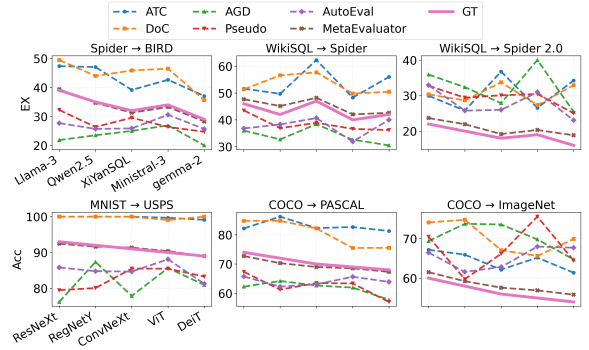 ATC AGD AutoEval GT
DoC Pseudo MetaEvaluator
Spider → BIRD
WikiSQL → Spider
WikiSQL → Spider 2.0
EX
50
40
30
20
60
50
40
30
40
30
20
Llama-3
Qwen2.5
XiYanSQL
Ministral-3
gemma-2
MNIST → USPS
COCO → PASCAL
COCO → ImageNet
Acc
100
90
80
80
70
60
70
60
ResNeXt
RegNetY
ConvNeXt
ViT
DeiT